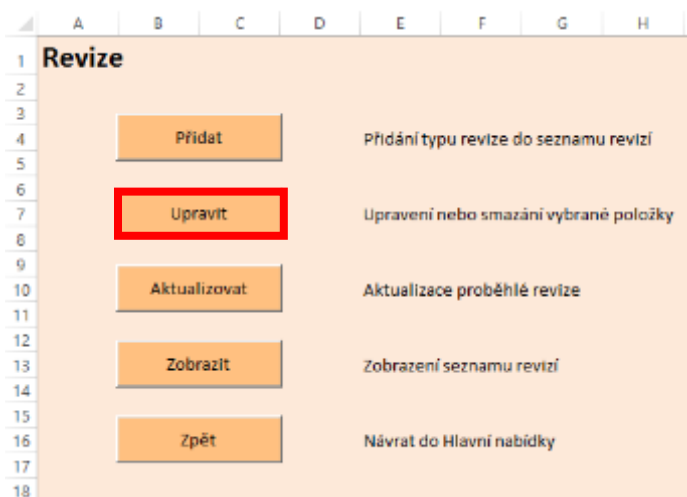 A B C D E F G H
1 Revize
2
3
4 Přidat Přidání typu revize do seznamu revizí
5
6
7 Upravit Upravení nebo smazání vybrané položky
8
9
10 Aktualizovat Aktualizace proběhlé revize
11
12
13 Zobrazit Zobrazení seznamu revizí
14
15
16 Zpět Návrat do Hlavní nabídky
17
18